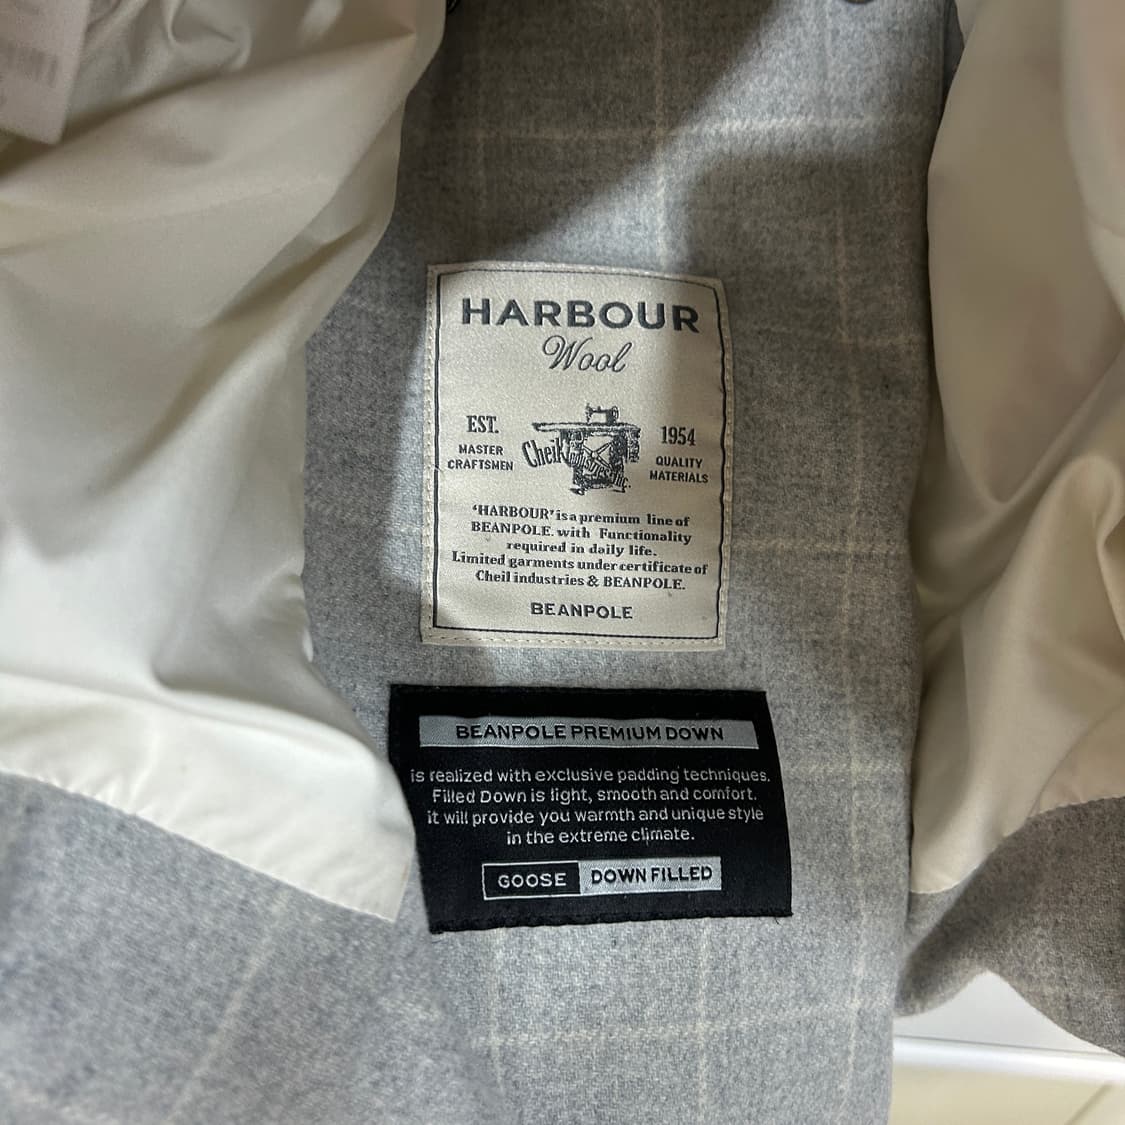 HARBOUR
Wool
EST.
MASTER
CRAFTSMEN
Cheil Industries Inc.
1954
QUALITY
MATERIALS
'HARBOUR' is a premium line of
BEANPOLE. with Functionality
required in daily life.
Limited garments under certificate of
Cheil industries & BEANPOLE.
BEANPOLE
BEANPOLE PREMIUM DOWN
is realized with exclusive padding techniques.
Filled Down is light, smooth and comfort.
it will provide you warmth and unique style
in the extreme climate.
GOOSE DOWN FILLED